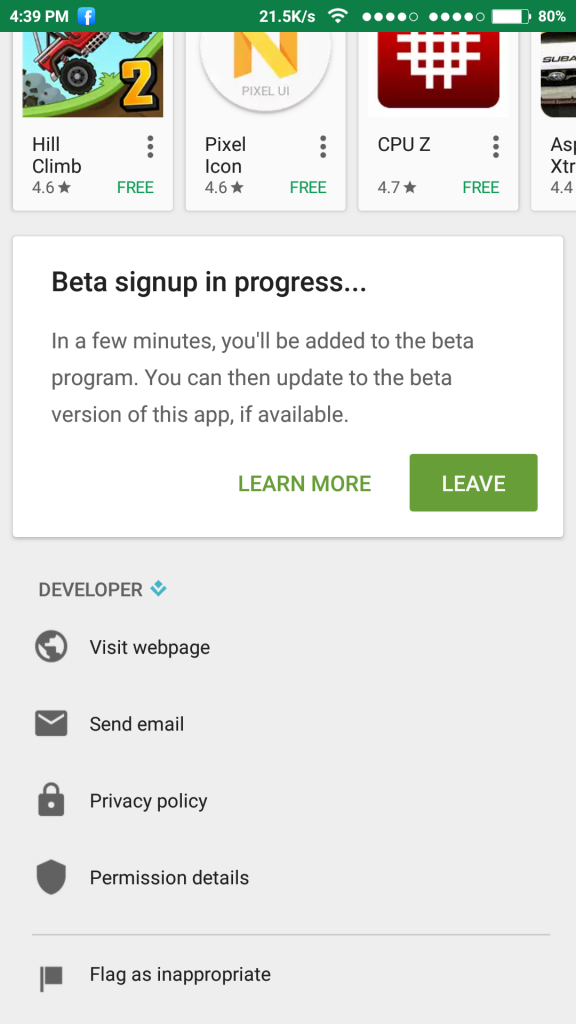 4:39 PM f 21.5K/s 80%
2 N SUBA
PIXEL UI
Hill Pixel CPU Z Asp
Climb Icon Xtr
4.6★ FREE 4.6★ FREE 4.7★ FREE 4.4
Beta signup in progress...
In a few minutes, you'll be added to the beta
program. You can then update to the beta
version of this app, if available.
LEARN MORE LEAVE
DEVELOPER
Visit webpage
Send email
Privacy policy
Permission details
Flag as inappropriate